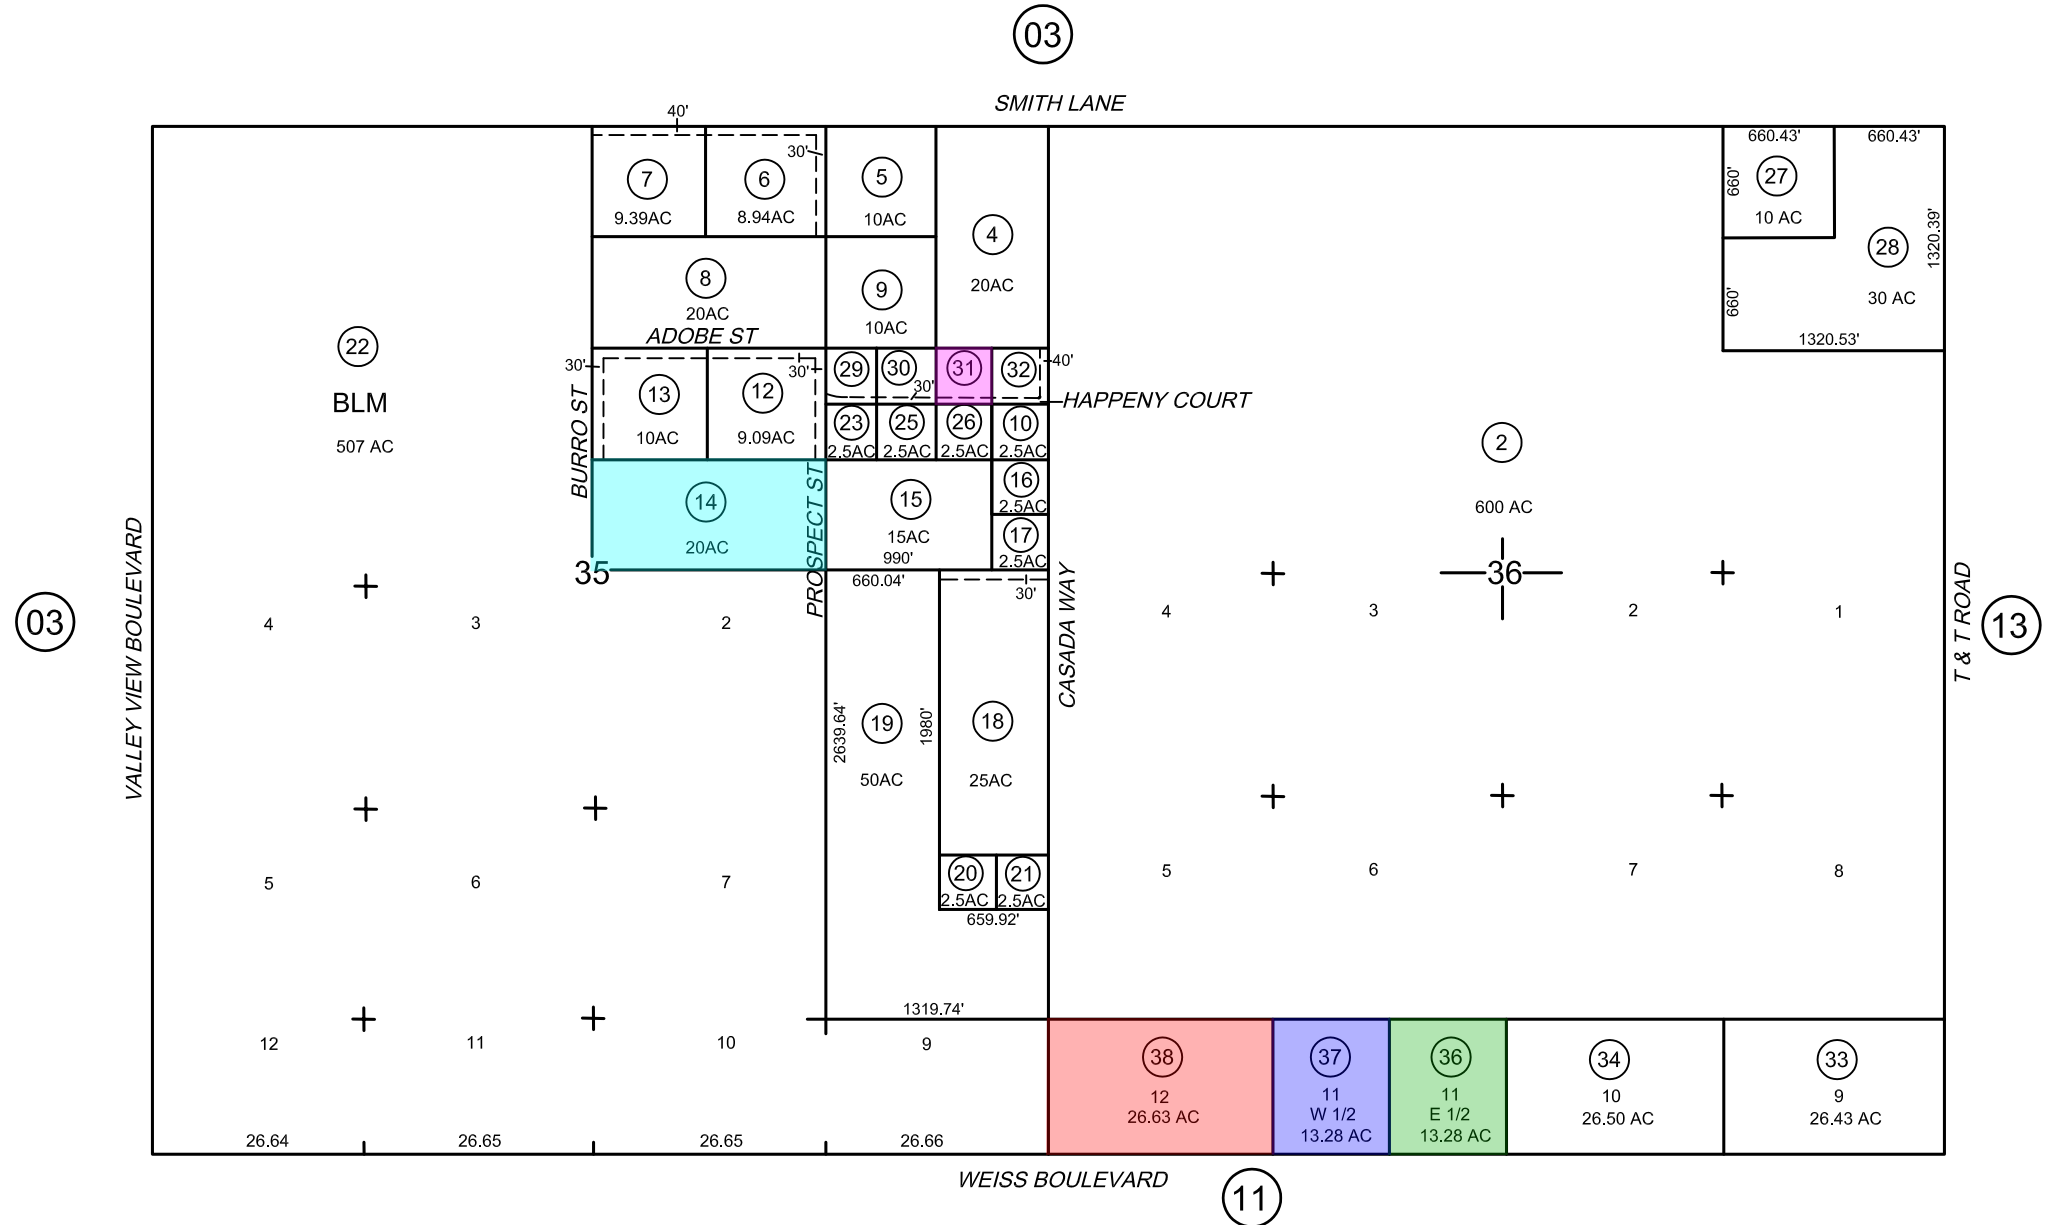 03
SMITH LANE
40'
660.43'
660.43'
30'
7
6
5
27
660'
9.39AC
8.94AC
10AC
10 AC
4
1320.39'
28
8
9
20AC
30 AC
20AC
10AC
660'
ADOBE ST
1320.53'
22
30'
30'
29
30
31
32
40'
13
12
30'
BLM
HAPPENY COURT
BURRO ST
23
25
26
10
10AC
9.09AC
2
507 AC
2.5AC
2.5AC
2.5AC
2.5AC
PROSPECT ST
14
15
16
2.5AC
600 AC
20AC
15AC
17
990'
2.5AC
35
660.04'
30'
36
VALLEY VIEW BOULEVARD
CASADA WAY
T & T ROAD
03
4
3
2
4
3
2
1
13
2639.64'
19
1980'
18
50AC
25AC
5
6
7
20
21
5
6
7
8
2.5AC
2.5AC
659.92'
1319.74'
12
11
10
9
38
37
36
34
33
12
11
11
10
9
26.63 AC
W 1/2
E 1/2
26.50 AC
26.43 AC
13.28 AC
13.28 AC
26.64
26.65
26.65
26.66
WEISS BOULEVARD
11